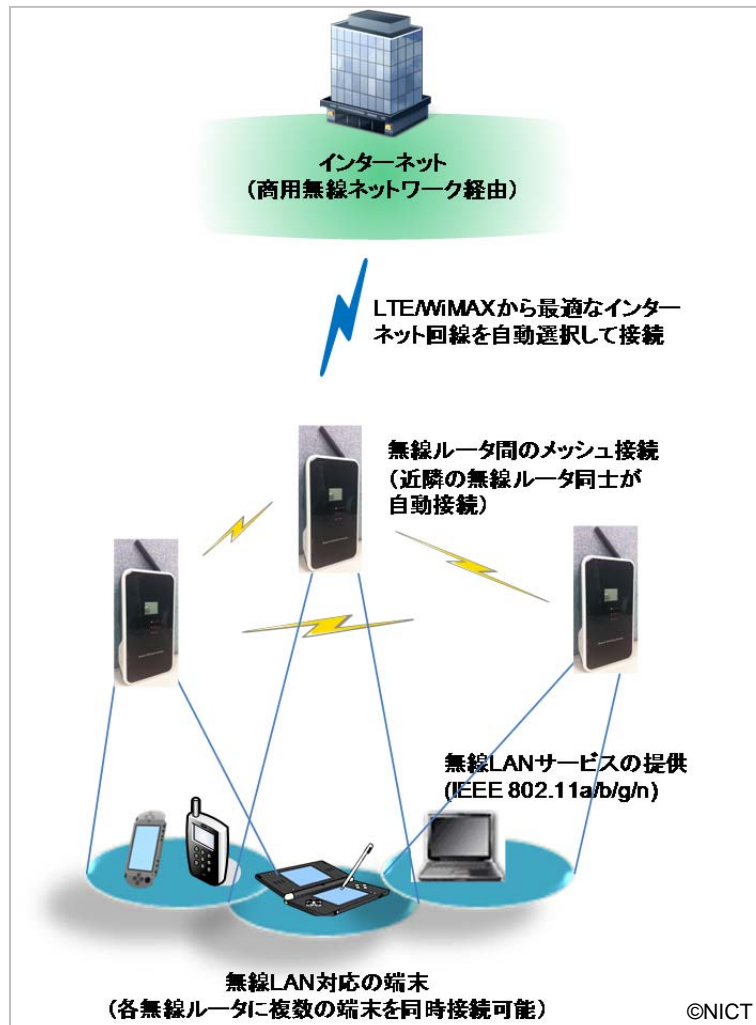 インターネット
(商用無線ネットワーク経由)
LTE/WiMAXから最適なインター
ネット回線を自動選択して接続
無線ルータ間のメッシュ接続
(近隣の無線ルータ同士が
自動接続)
無線LANサービスの提供
(IEEE 802.11a/b/g/n)
無線LAN対応の端末
(各無線ルータに複数の端末を同時接続可能)
©NICT